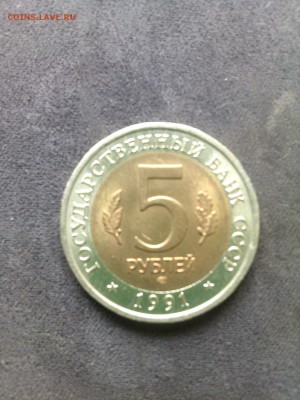 COINS.LAVE.RU
ГОСУДАРСТВЕННЫЙ БАНК СССР
5
РУБЛЕЙ
1991